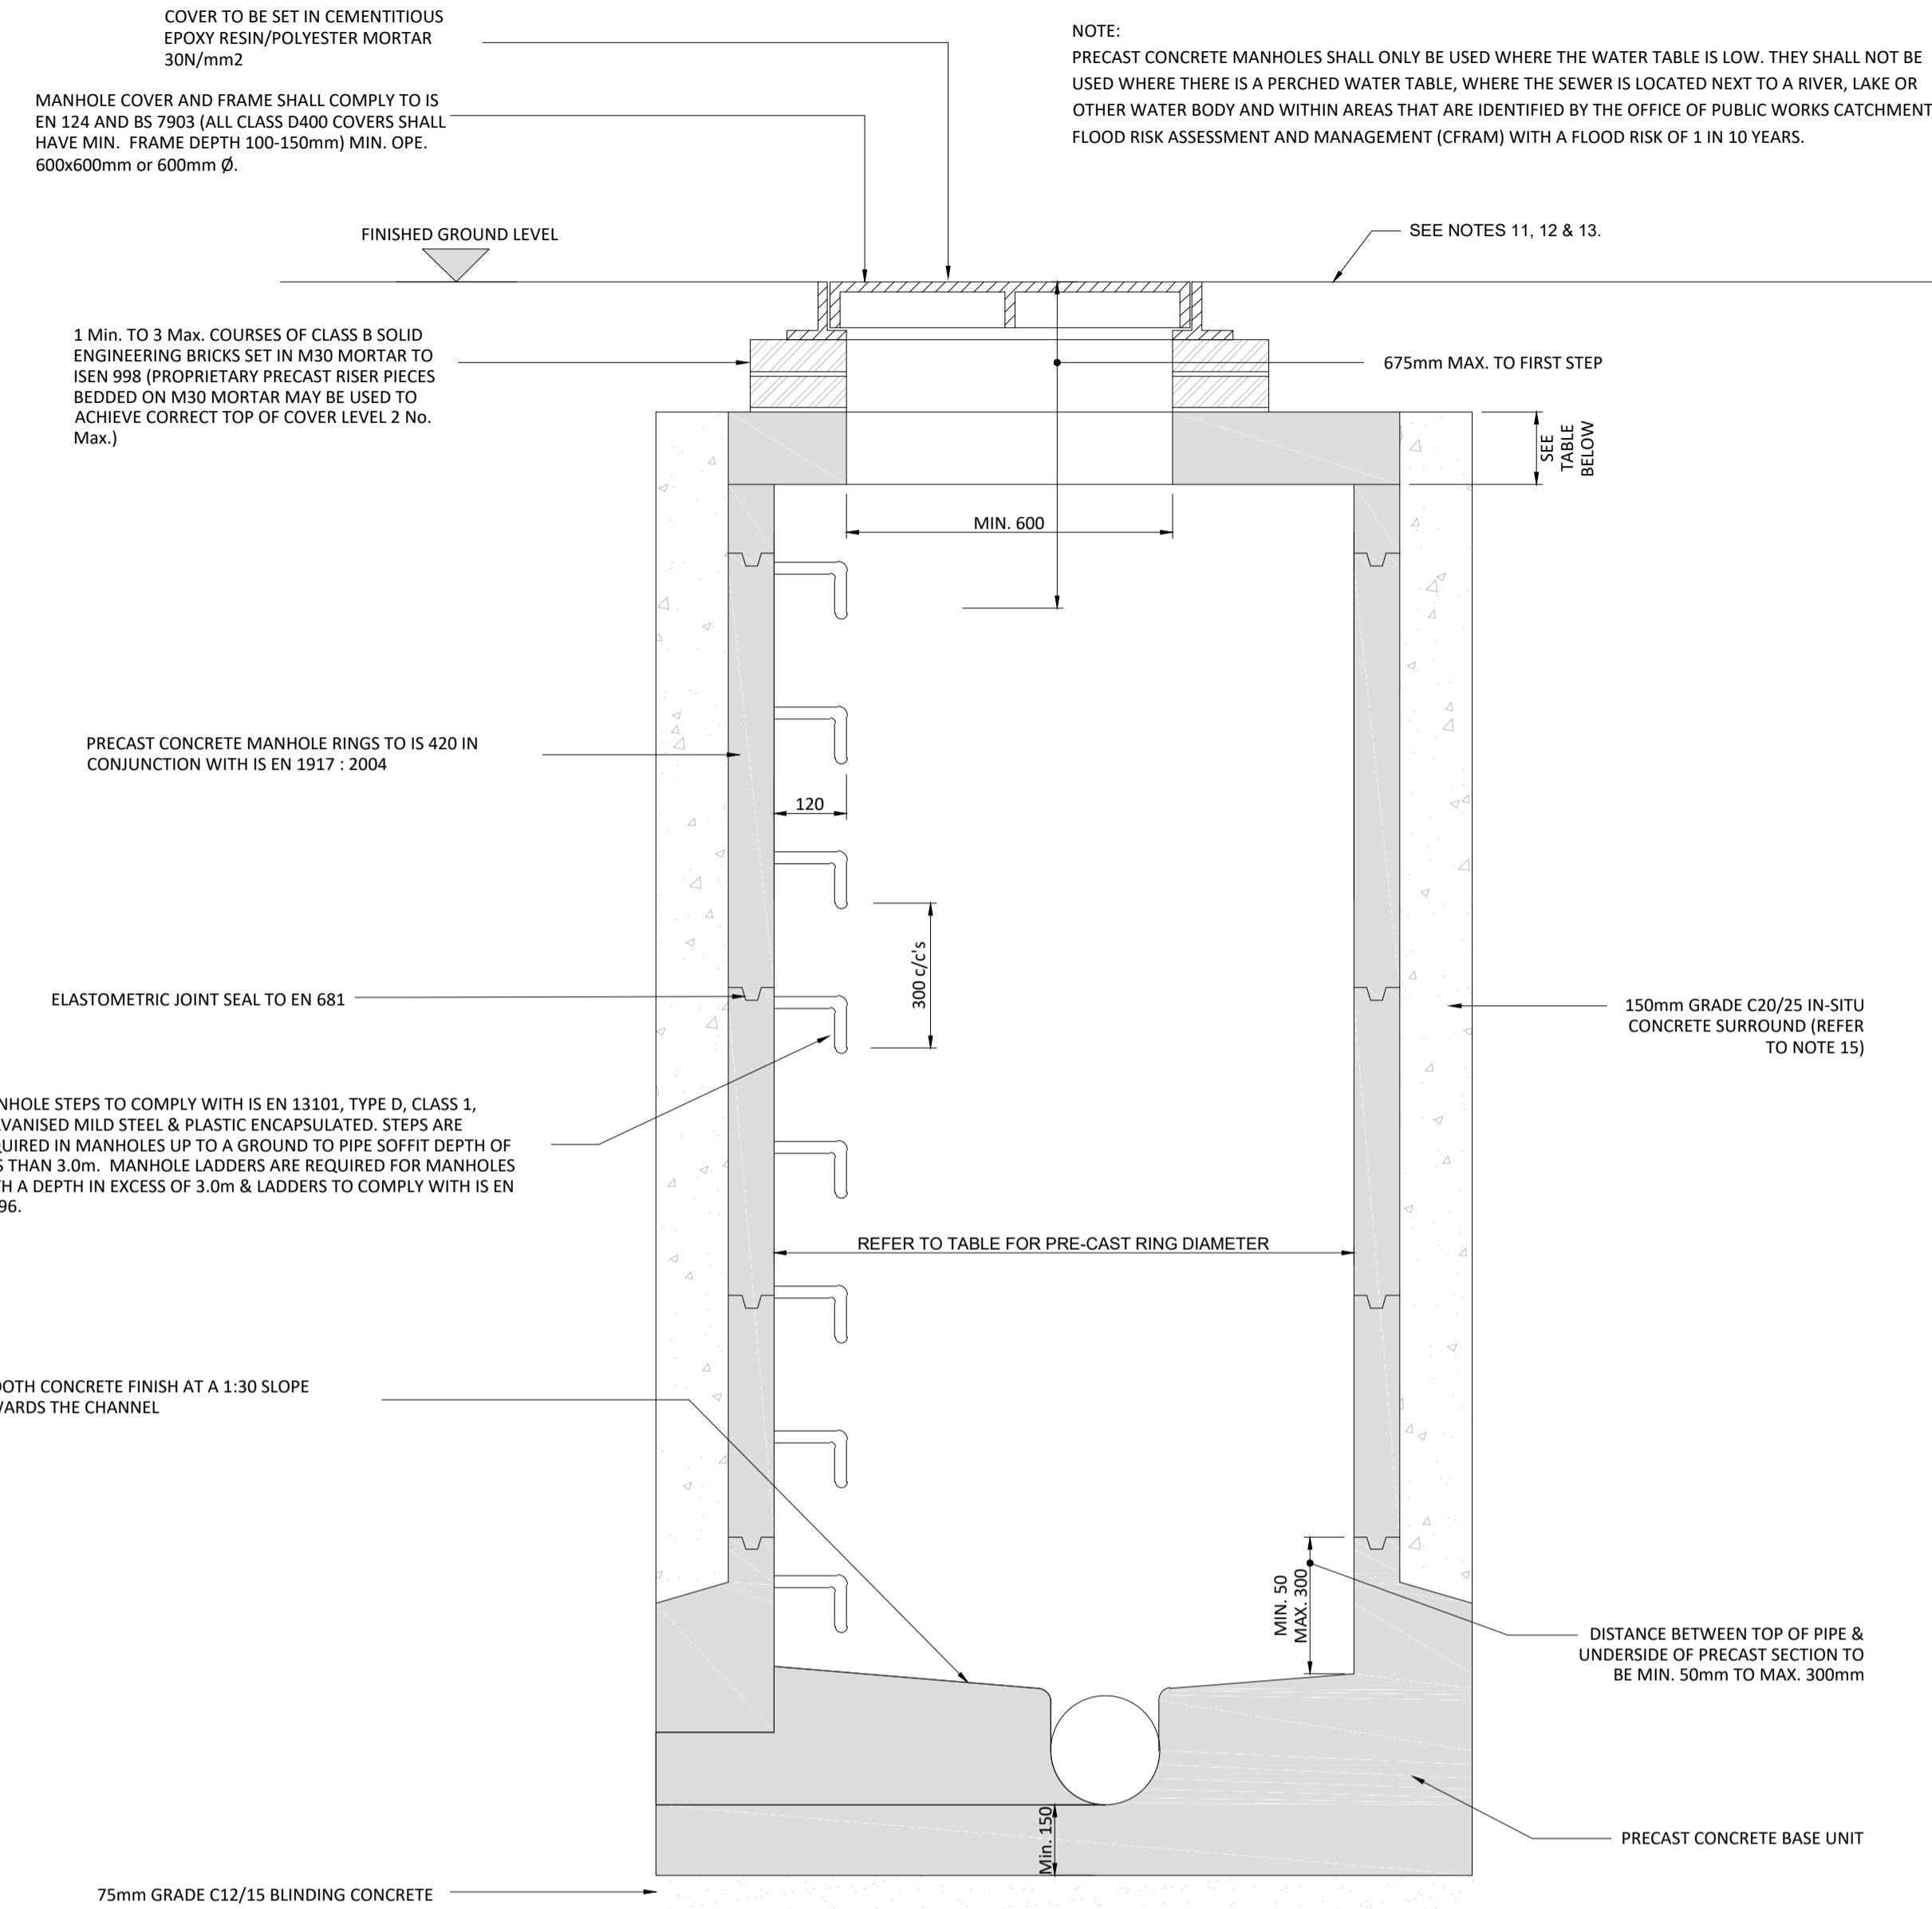 COVER TO BE SET IN CEMENTITIOUS
EPOXY RESIN/POLYESTER MORTAR
30N/mm2
NOTE:
PRECAST CONCRETE MANHOLES SHALL ONLY BE USED WHERE THE WATER TABLE IS LOW. THEY SHALL NOT BE
USED WHERE THERE IS A PERCHED WATER TABLE, WHERE THE SEWER IS LOCATED NEXT TO A RIVER, LAKE OR
OTHER WATER BODY AND WITHIN AREAS THAT ARE IDENTIFIED BY THE OFFICE OF PUBLIC WORKS CATCHMENT
FLOOD RISK ASSESSMENT AND MANAGEMENT (CFRAM) WITH A FLOOD RISK OF 1 IN 10 YEARS.
MANHOLE COVER AND FRAME SHALL COMPLY TO IS
EN 124 AND BS 7903 (ALL CLASS D400 COVERS SHALL
HAVE MIN. FRAME DEPTH 100-150mm) MIN. OPE.
600x600mm or 600mm Ø.
FINISHED GROUND LEVEL
SEE NOTES 11, 12 & 13.
1 Min. TO 3 Max. COURSES OF CLASS B SOLID
ENGINEERING BRICKS SET IN M30 MORTAR TO
ISEN 998 (PROPRIETARY PRECAST RISER PIECES
BEDDED ON M30 MORTAR MAY BE USED TO
ACHIEVE CORRECT TOP OF COVER LEVEL 2 No.
Max.)
675mm MAX. TO FIRST STEP
SEE
TABLE
BELOW
MIN. 600
PRECAST CONCRETE MANHOLE RINGS TO IS 420 IN
CONJUNCTION WITH IS EN 1917 : 2004
120
300 c/c's
ELASTOMETRIC JOINT SEAL TO EN 681
150mm GRADE C20/25 IN-SITU
CONCRETE SURROUND (REFER
TO NOTE 15)
NHOLE STEPS TO COMPLY WITH IS EN 13101, TYPE D, CLASS 1,
VANISED MILD STEEL & PLASTIC ENCAPSULATED. STEPS ARE
UIRED IN MANHOLES UP TO A GROUND TO PIPE SOFFIT DEPTH OF
S THAN 3.0m. MANHOLE LADDERS ARE REQUIRED FOR MANHOLES
H A DEPTH IN EXCESS OF 3.0m & LADDERS TO COMPLY WITH IS EN
96.
REFER TO TABLE FOR PRE-CAST RING DIAMETER
OTH CONCRETE FINISH AT A 1:30 SLOPE
WARDS THE CHANNEL
MIN. 50
MAX. 300
DISTANCE BETWEEN TOP OF PIPE &
UNDERSIDE OF PRECAST SECTION TO
BE MIN. 50mm TO MAX. 300mm
Min. 150
PRECAST CONCRETE BASE UNIT
75mm GRADE C12/15 BLINDING CONCRETE